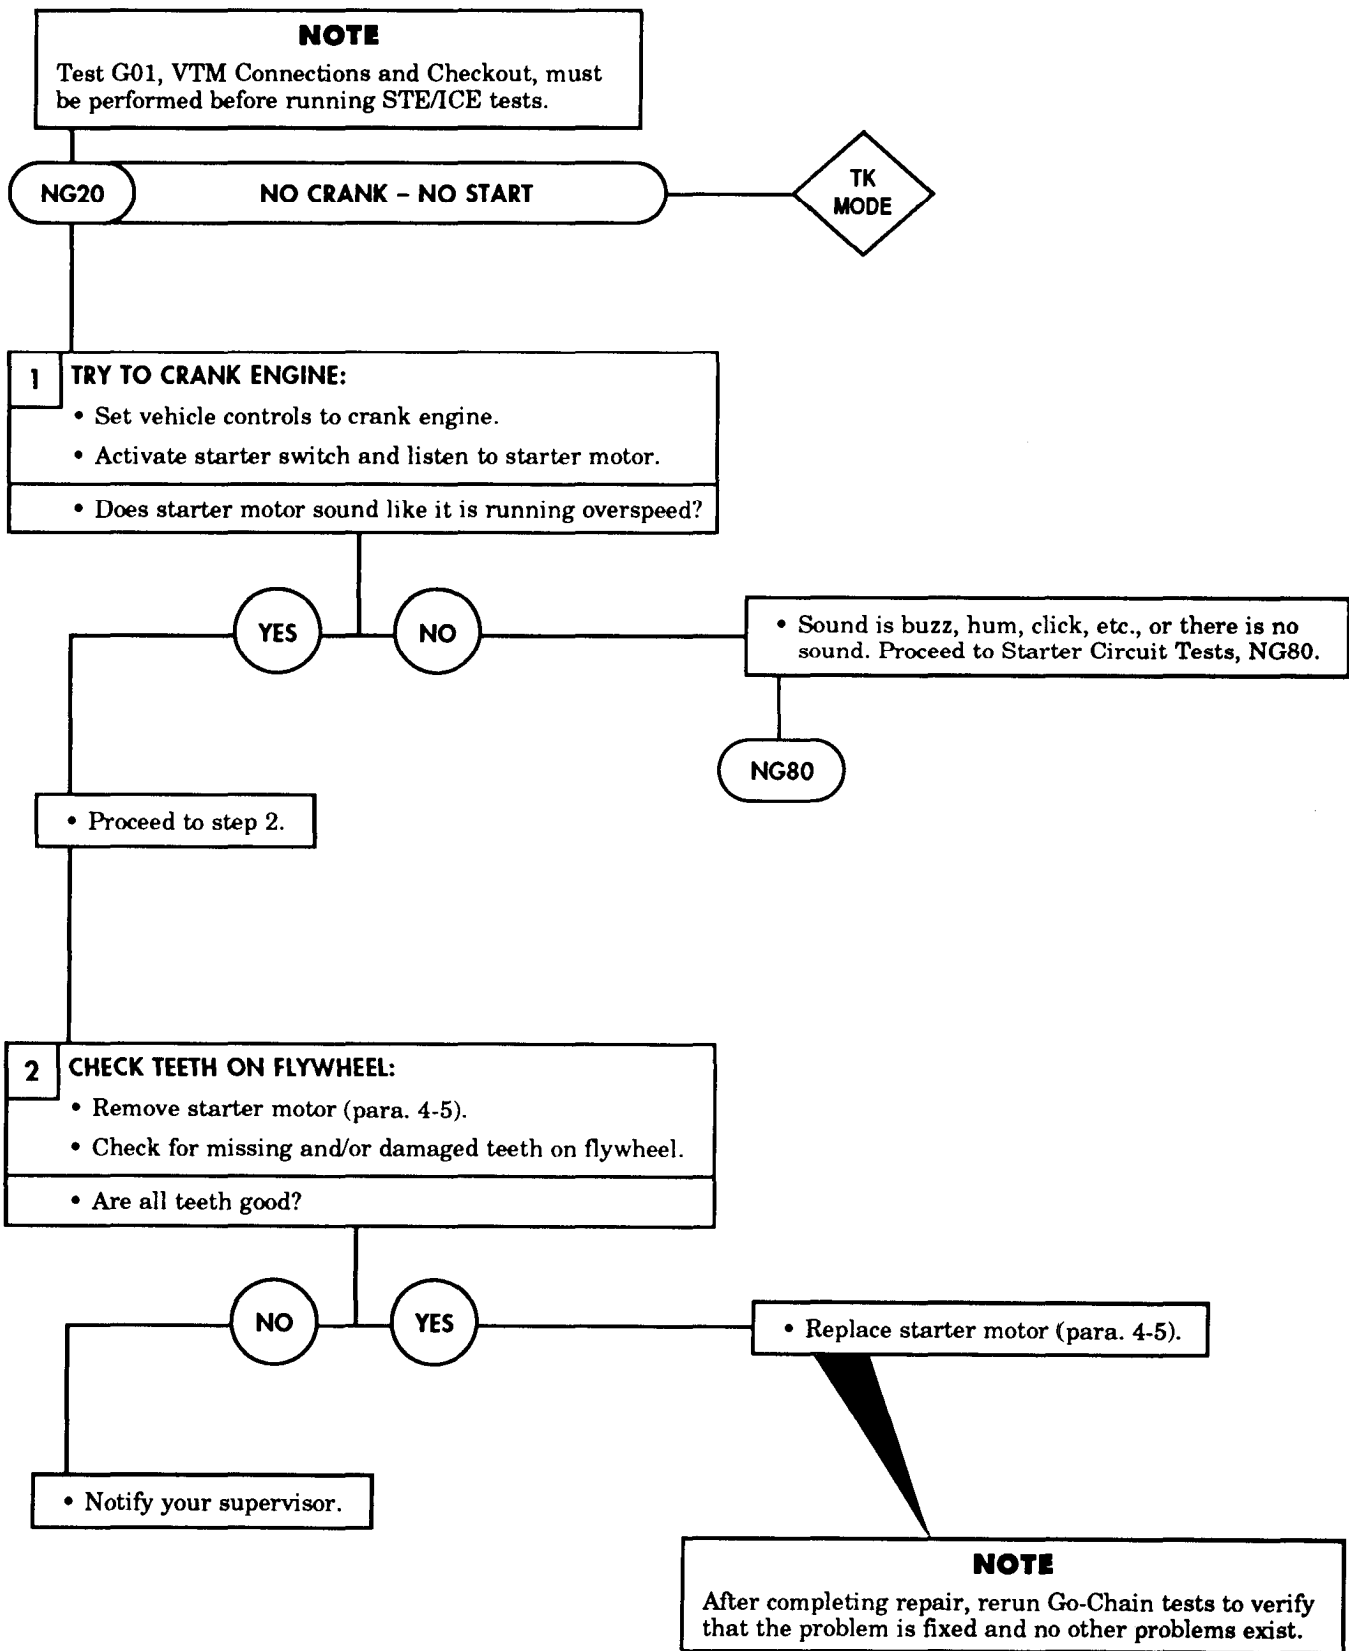 NOTE
Test G01, VTM Connections and Checkout, must
be performed before running STE/ICE tests.
NG20
NO CRANK – NO START
TK
MODE
1
TRY TO CRANK ENGINE:
• Set vehicle controls to crank engine.
• Activate starter switch and listen to starter motor.
• Does starter motor sound like it is running overspeed?
YES
NO
• Sound is buzz, hum, click, etc., or there is no
sound. Proceed to Starter Circuit Tests, NG80.
NG80
• Proceed to step 2.
2
CHECK TEETH ON FLYWHEEL:
• Remove starter motor (para. 4-5).
• Check for missing and/or damaged teeth on flywheel.
• Are all teeth good?
NO
YES
• Replace starter motor (para. 4-5).
• Notify your supervisor.
NOTE
After completing repair, rerun Go-Chain tests to verify
that the problem is fixed and no other problems exist.